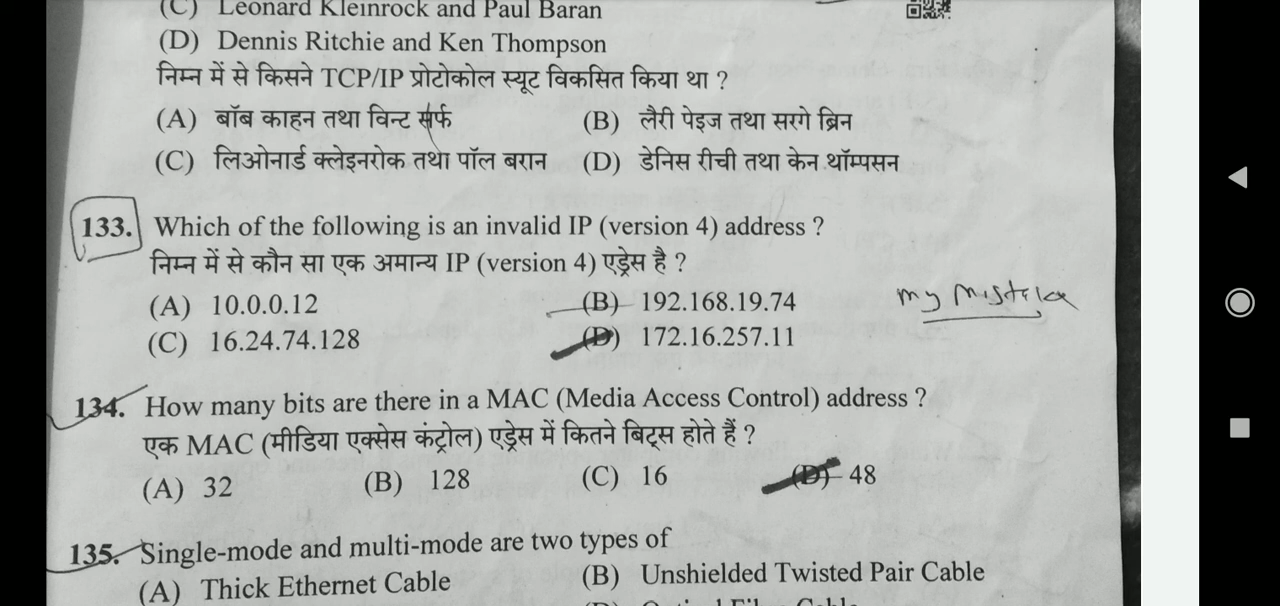 (C) Leonard Kleinrock and Paul Baran
(D) Dennis Ritchie and Ken Thompson
निम्न में से किसने TCP/IP प्रोटोकोल स्यूट विकसित किया था ?
(A) बॉब काहन तथा विन्ट सर्फ (B) लैरी पेइज तथा सरगे ब्रिन
(C) लिओनार्ड क्लेइनरोक तथा पॉल बरान (D) डेनिस रीची तथा केन थॉम्पसन
133. Which of the following is an invalid IP (version 4) address ?
निम्न में से कौन सा एक अमान्य IP (version 4) एड्रेस है ?
(A) 10.0.0.12 (B) 192.168.19.74 my Mistake
(C) 16.24.74.128 (D) 172.16.257.11
134. How many bits are there in a MAC (Media Access Control) address ?
एक MAC (मीडिया एक्सेस कंट्रोल) एड्रेस में कितने बिट्स होते हैं ?
(A) 32 (B) 128 (C) 16 (D) 48
135. Single-mode and multi-mode are two types of
(A) Thick Ethernet Cable (B) Unshielded Twisted Pair Cable